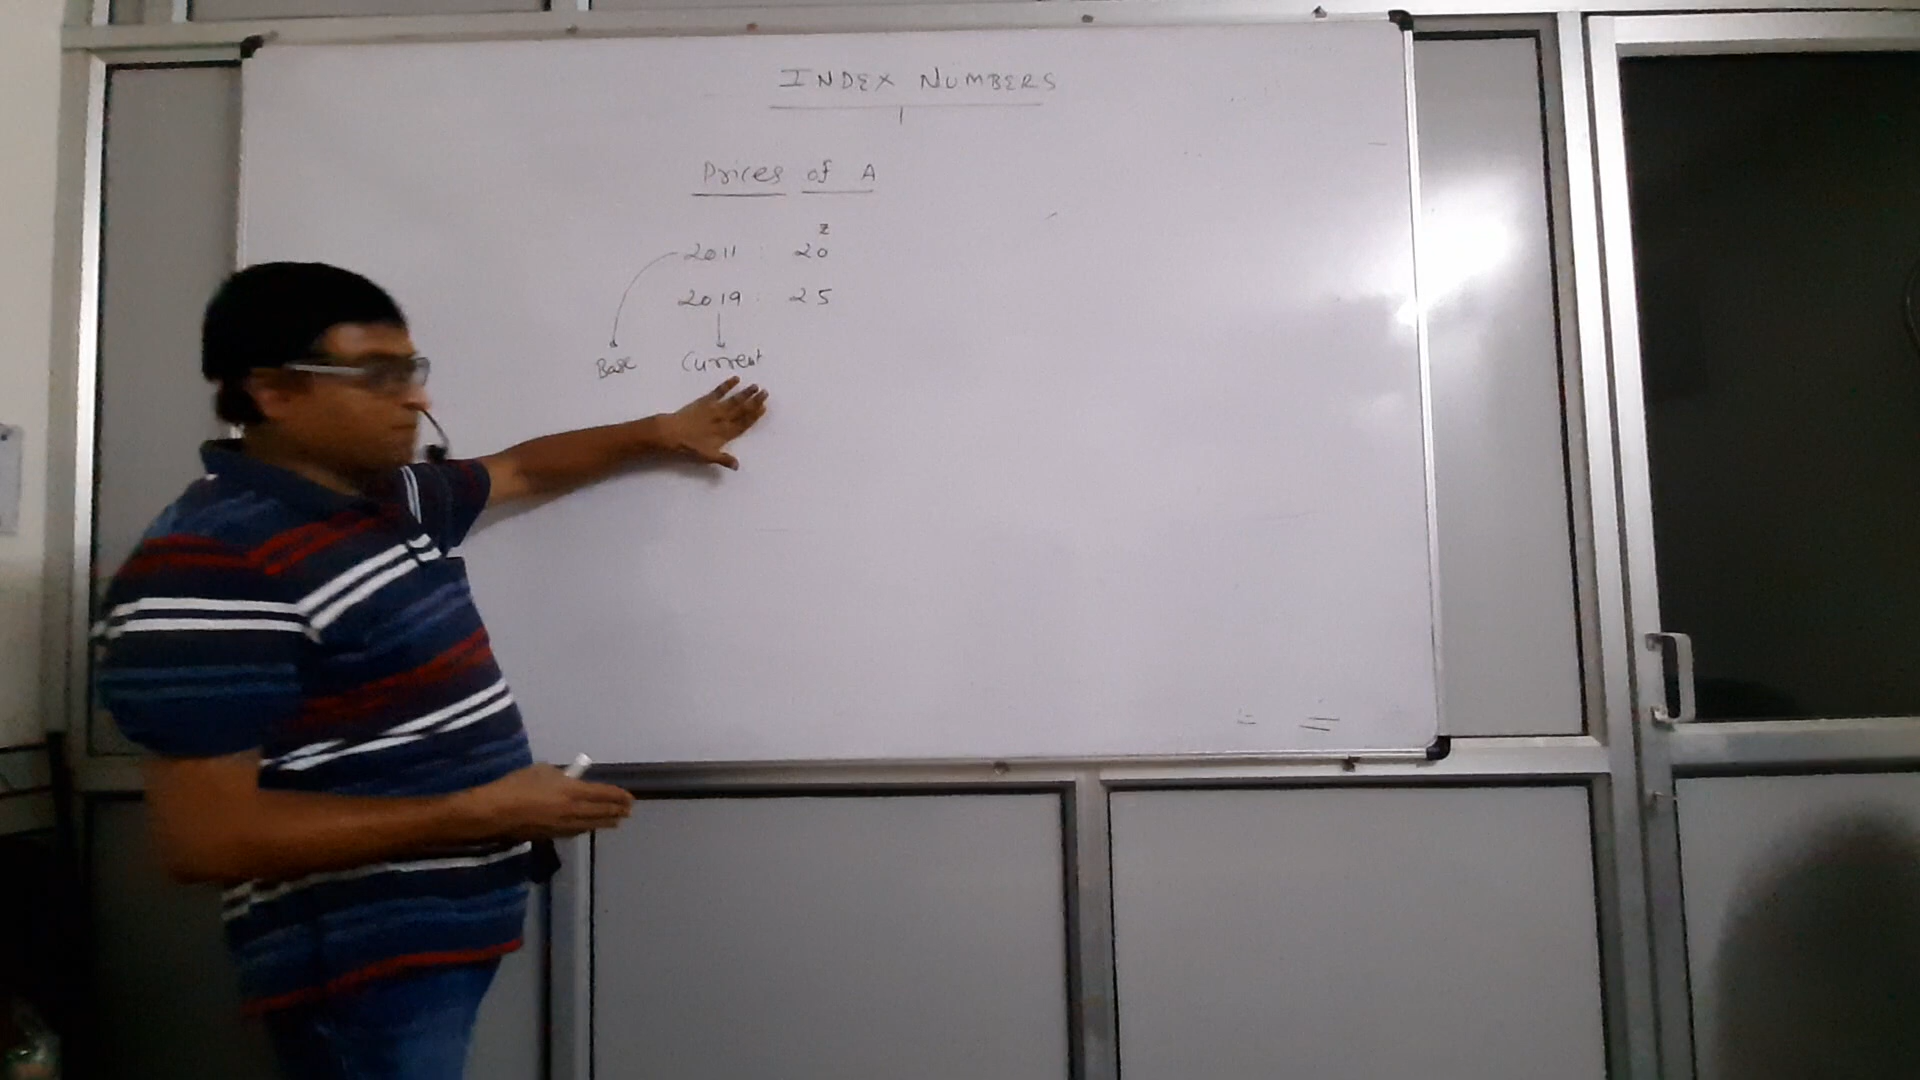 INDEX NUMBERS
Prices of A
₹
2011 : 20
2019 : 25
Base Current